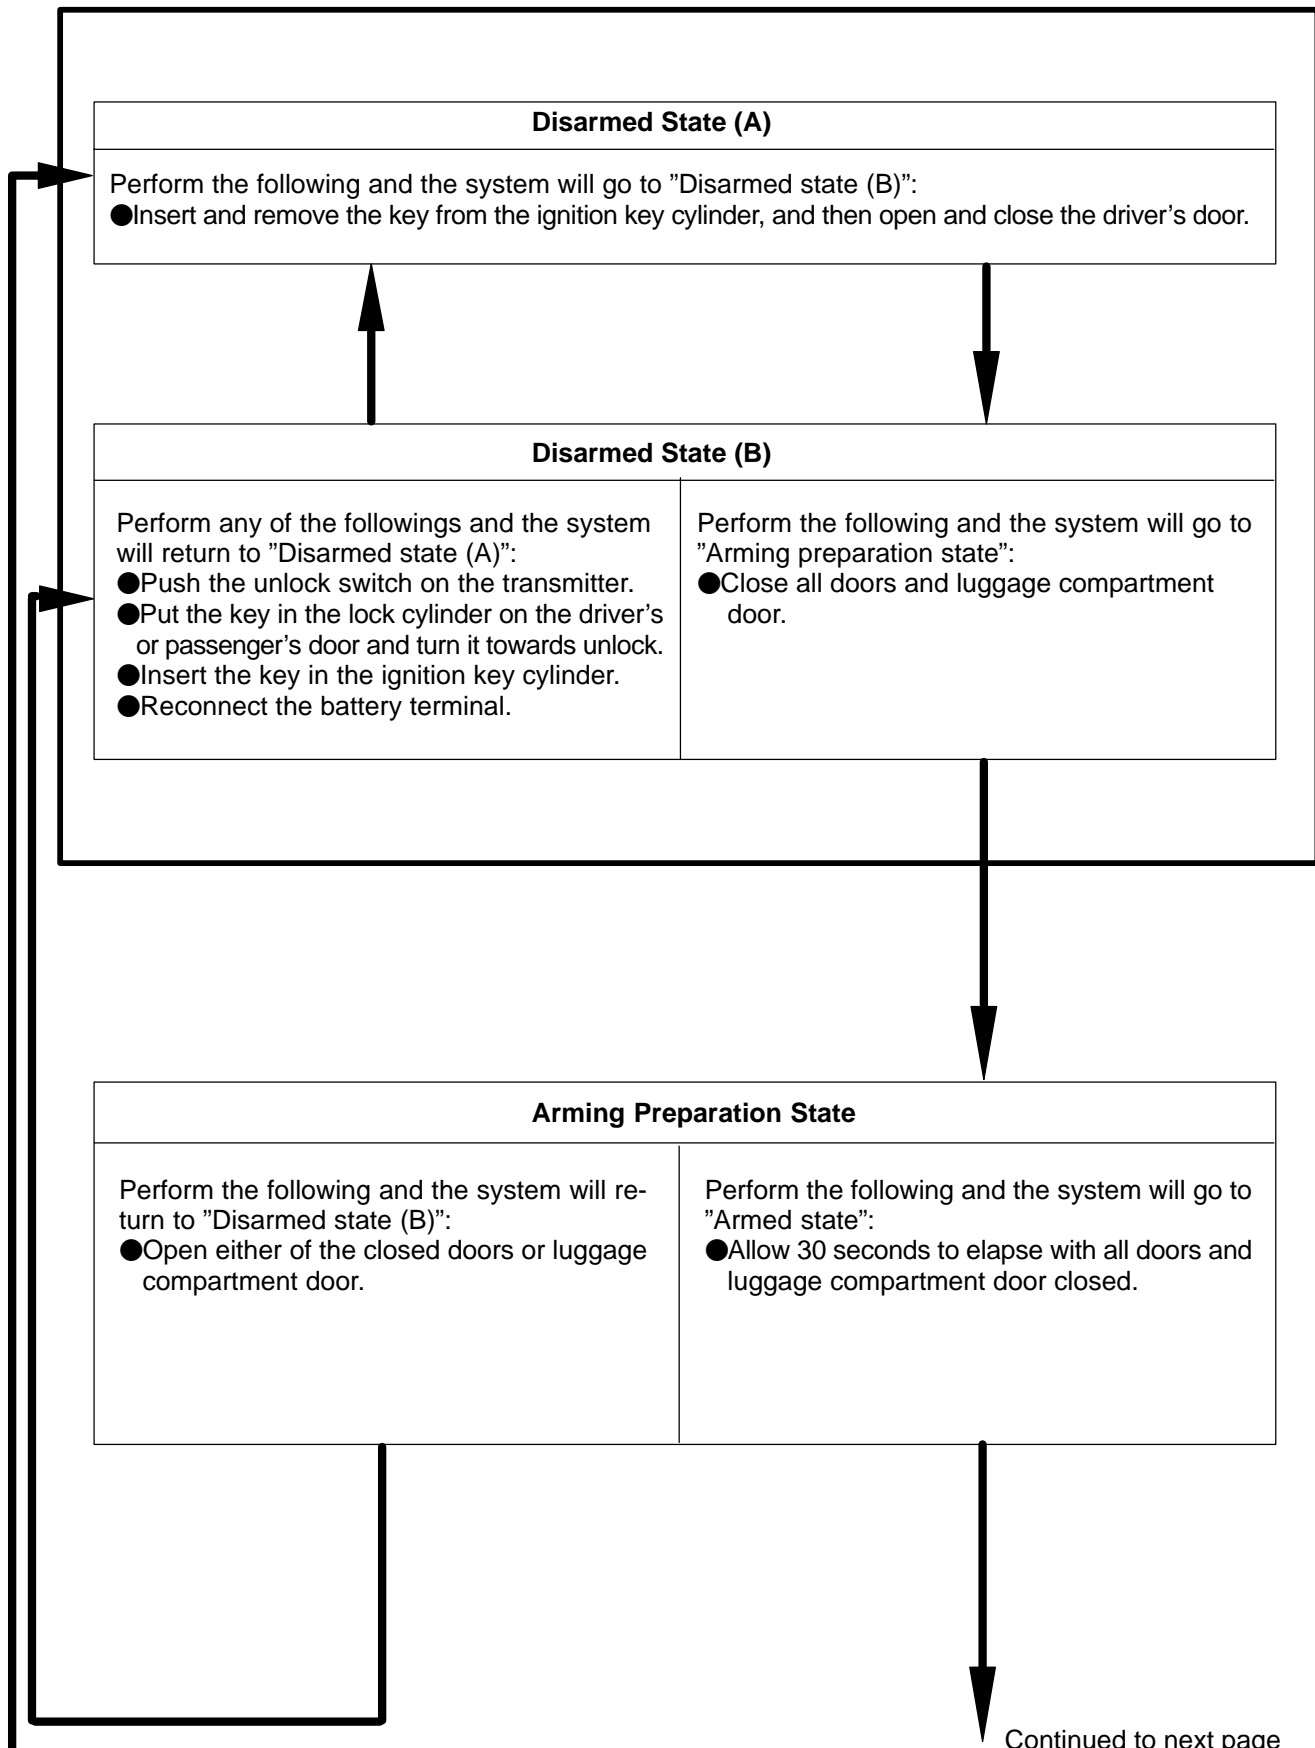 Disarmed State (A)
Perform the following and the system will go to ”Disarmed state (B)”:
●Insert and remove the key from the ignition key cylinder, and then open and close the driver’s door.
Disarmed State (B)
Perform any of the followings and the system
will return to ”Disarmed state (A)”:
●Push the unlock switch on the transmitter.
●Put the key in the lock cylinder on the driver’s
or passenger’s door and turn it towards unlock.
●Insert the key in the ignition key cylinder.
●Reconnect the battery terminal.
Perform the following and the system will go to
”Arming preparation state”:
●Close all doors and luggage compartment
door.
Arming Preparation State
Perform the following and the system will re-
turn to ”Disarmed state (B)”:
●Open either of the closed doors or luggage
compartment door.
Perform the following and the system will go to
”Armed state”:
●Allow 30 seconds to elapse with all doors and
luggage compartment door closed.
Continued to next page